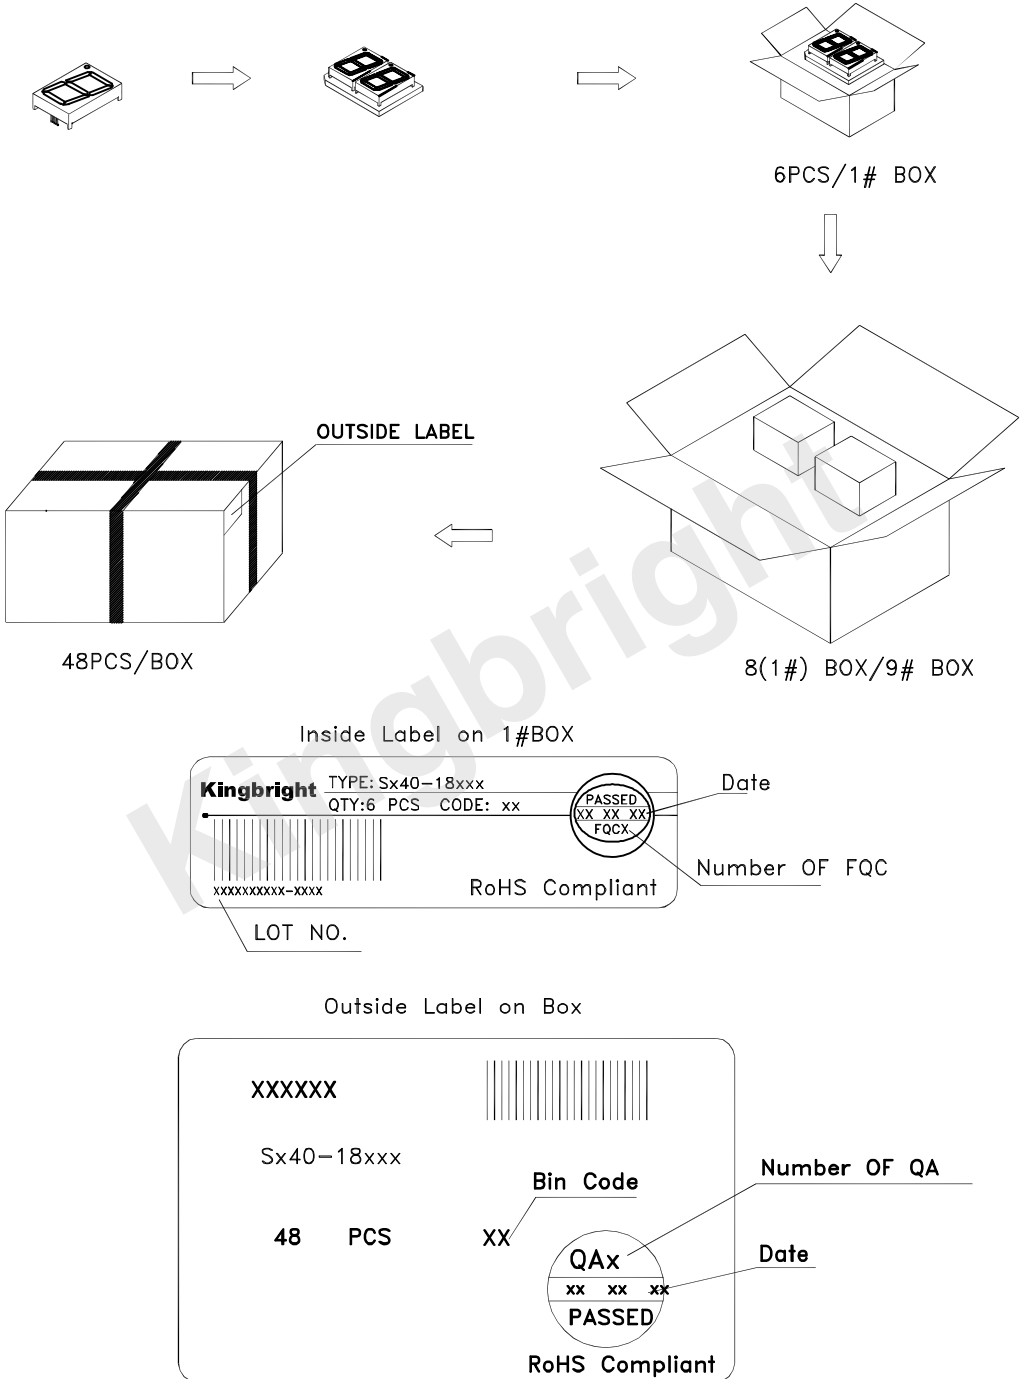 6PCS/1# BOX
OUTSIDE LABEL
48PCS/BOX
8(1#) BOX/9# BOX
Kingbright
Inside Label on 1#BOX
Kingbright
TYPE: Sx40-18xxx
QTY:6 PCS CODE: xx
PASSED
XX XX XX
FQCX
Date
Number OF FQC
XXXXXXXXXX-XXXX
RoHS Compliant
LOT NO.
Outside Label on Box
XXXXXX
Sx40-18xxx
Bin Code
Number OF QA
48 PCS XX
QAx
Date
xx xx xx
PASSED
RoHS Compliant